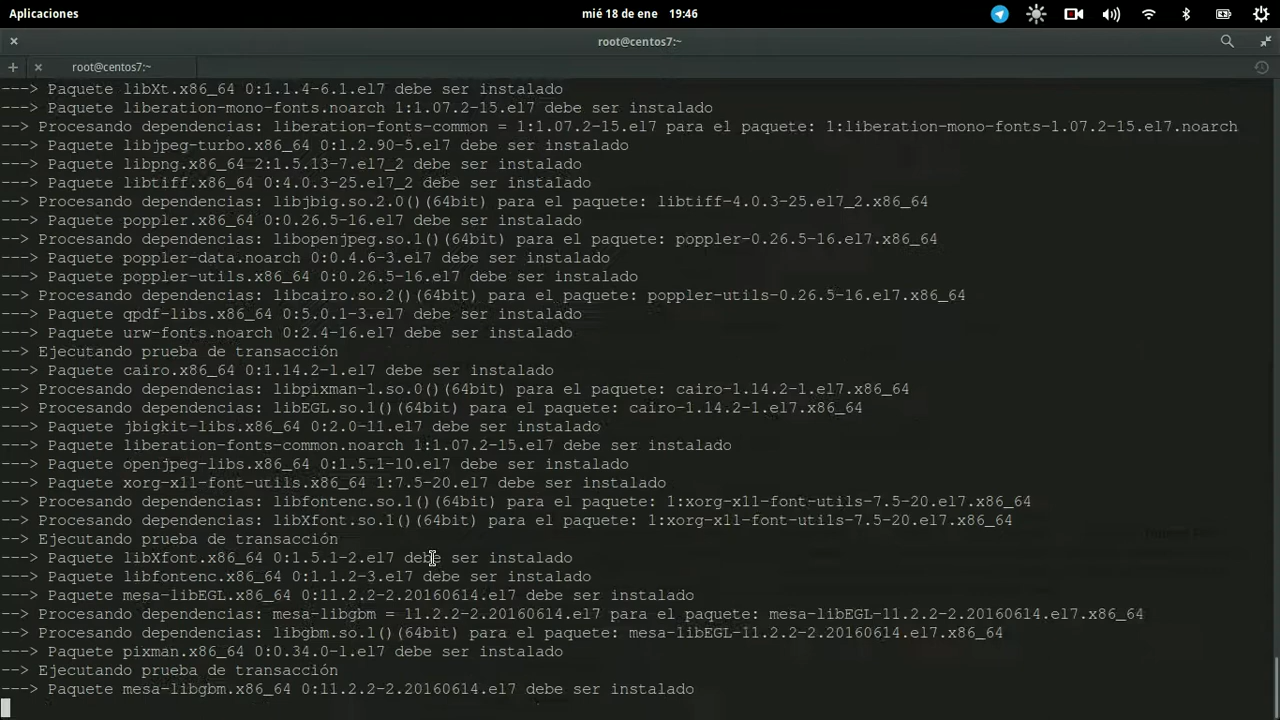 Aplicaciones
mié 18 de ene 19:46
root@centos7:~
root@centos7:~
---> Paquete libXt.x86_64 0:1.1.4-6.1.el7 debe ser instalado
---> Paquete liberation-mono-fonts.noarch 1:1.07.2-15.el7 debe ser instalado
--> Procesando dependencias: liberation-fonts-common = 1:1.07.2-15.el7 para el paquete: 1:liberation-mono-fonts-1.07.2-15.el7.noarch
---> Paquete libjpeg-turbo.x86_64 0:1.2.90-5.el7 debe ser instalado
---> Paquete libpng.x86_64 2:1.5.13-7.el7_2 debe ser instalado
---> Paquete libtiff.x86_64 0:4.0.3-25.el7_2 debe ser instalado
--> Procesando dependencias: libjbig.so.2.0()(64bit) para el paquete: libtiff-4.0.3-25.el7_2.x86_64
---> Paquete poppler.x86_64 0:0.26.5-16.el7 debe ser instalado
--> Procesando dependencias: libopenjpeg.so.1()(64bit) para el paquete: poppler-0.26.5-16.el7.x86_64
---> Paquete poppler-data.noarch 0:0.4.6-3.el7 debe ser instalado
---> Paquete poppler-utils.x86_64 0:0.26.5-16.el7 debe ser instalado
--> Procesando dependencias: libcairo.so.2()(64bit) para el paquete: poppler-utils-0.26.5-16.el7.x86_64
---> Paquete qpdf-libs.x86_64 0:5.0.1-3.el7 debe ser instalado
---> Paquete urw-fonts.noarch 0:2.4-16.el7 debe ser instalado
--> Ejecutando prueba de transacción
---> Paquete cairo.x86_64 0:1.14.2-1.el7 debe ser instalado
--> Procesando dependencias: libpixman-1.so.0()(64bit) para el paquete: cairo-1.14.2-1.el7.x86_64
--> Procesando dependencias: libEGL.so.1()(64bit) para el paquete: cairo-1.14.2-1.el7.x86_64
---> Paquete jbigkit-libs.x86_64 0:2.0-11.el7 debe ser instalado
---> Paquete liberation-fonts-common.noarch 1:1.07.2-15.el7 debe ser instalado
---> Paquete openjpeg-libs.x86_64 0:1.5.1-10.el7 debe ser instalado
---> Paquete xorg-x11-font-utils.x86_64 1:7.5-20.el7 debe ser instalado
--> Procesando dependencias: libfontenc.so.1()(64bit) para el paquete: 1:xorg-x11-font-utils-7.5-20.el7.x86_64
--> Procesando dependencias: libXfont.so.1()(64bit) para el paquete: 1:xorg-x11-font-utils-7.5-20.el7.x86_64
--> Ejecutando prueba de transacción
---> Paquete libXfont.x86_64 0:1.5.1-2.el7 debe ser instalado
---> Paquete libfontenc.x86_64 0:1.1.2-3.el7 debe ser instalado
---> Paquete mesa-libEGL.x86_64 0:11.2.2-2.20160614.el7 debe ser instalado
--> Procesando dependencias: mesa-libgbm = 11.2.2-2.20160614.el7 para el paquete: mesa-libEGL-11.2.2-2.20160614.el7.x86_64
--> Procesando dependencias: libgbm.so.1()(64bit) para el paquete: mesa-libEGL-11.2.2-2.20160614.el7.x86_64
---> Paquete pixman.x86_64 0:0.34.0-1.el7 debe ser instalado
--> Ejecutando prueba de transacción
---> Paquete mesa-libgbm.x86_64 0:11.2.2-2.20160614.el7 debe ser instalado